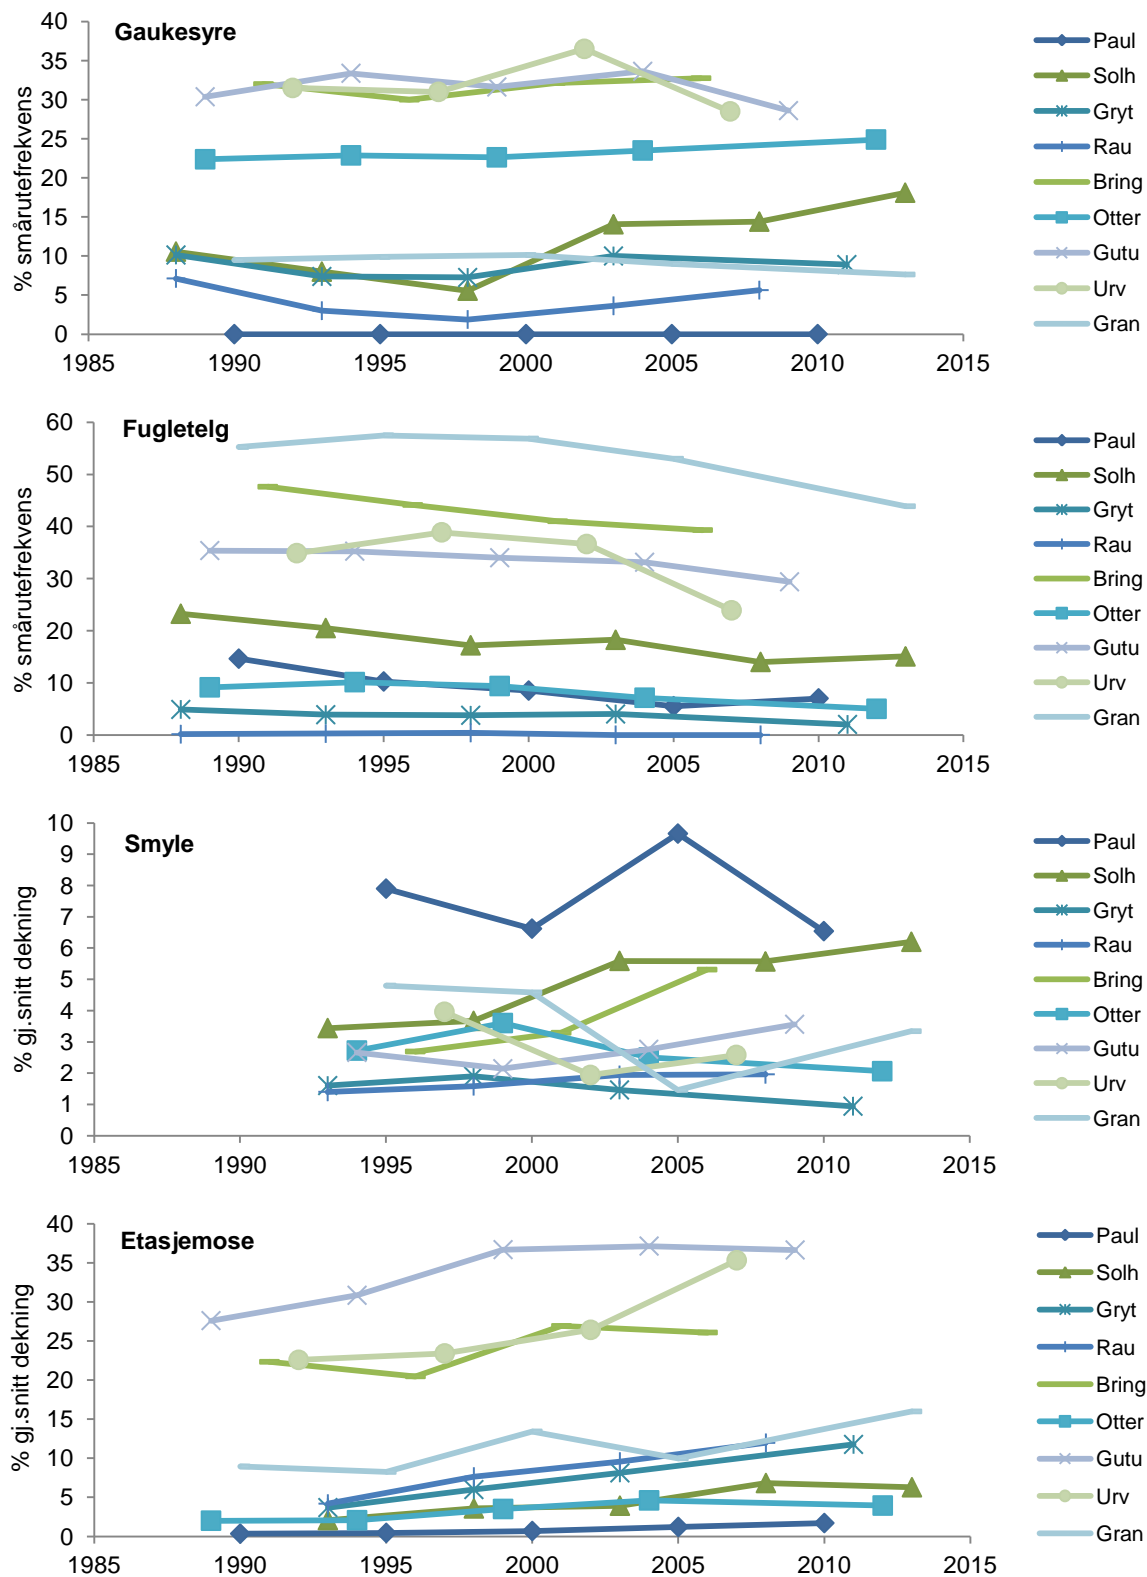 Gaukesyre
% smårutefrekvens
40
35
30
25
20
15
10
5
0
1985 1990 1995 2000 2005 2010 2015
Paul
Solh
Gryt
Rau
Bring
Otter
Gutu
Urv
Gran
Fugletelg
% smårutefrekvens
60
50
40
30
20
10
0
1985 1990 1995 2000 2005 2010 2015
Paul
Solh
Gryt
Rau
Bring
Otter
Gutu
Urv
Gran
Smyle
% gj.snitt dekning
10
9
8
7
6
5
4
3
2
1
0
1985 1990 1995 2000 2005 2010 2015
Paul
Solh
Gryt
Rau
Bring
Otter
Gutu
Urv
Gran
Etasjemose
% gj.snitt dekning
40
35
30
25
20
15
10
5
0
1985 1990 1995 2000 2005 2010 2015
Paul
Solh
Gryt
Rau
Bring
Otter
Gutu
Urv
Gran